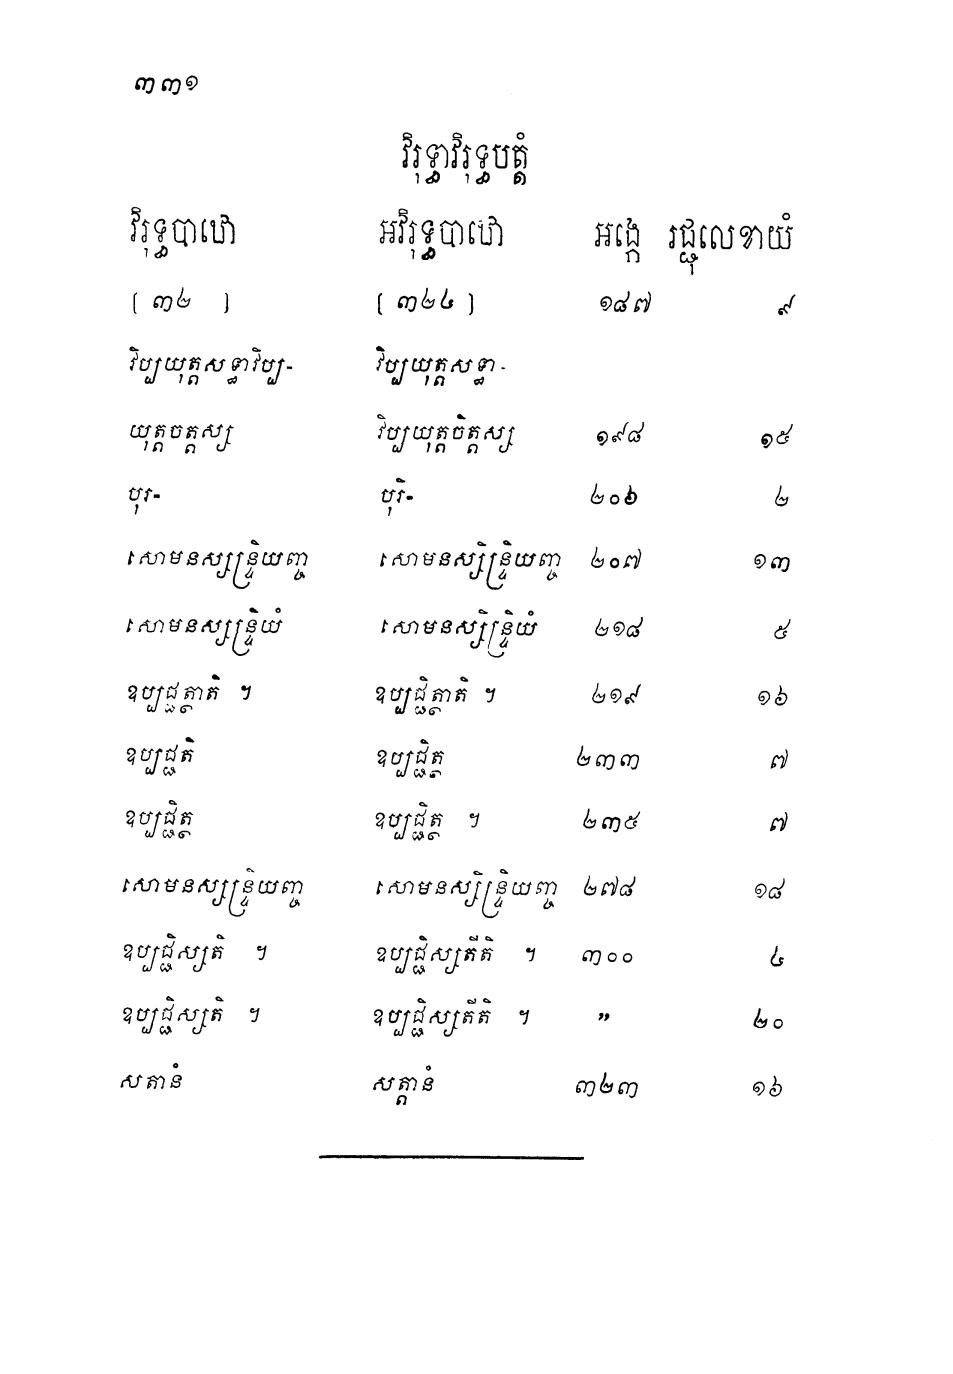 ៣៣១
វិរុទ្ធាវិរុទ្ធបត្តំ
វិរុទ្ធបាឋោ អវិរុទ្ធបាឋោ អង្កេ រជ្ជុលេខាយំ
[ ៣២ ] [ ៣២៤ ] ១៨៧ ៩
វិប្បយុត្តសទ្ធាវិប្ប- វិប្បយុត្តសទ្ធា-
យុត្តចត្តស្ស វិប្បយុត្តចិត្តស្ស ១៩៨ ១៥
បុរ- បុរិ- ២០៦ ២
សោមនស្សន្ទ្រិយញ្ច សោមនស្សិន្ទ្រិយញ្ច ២០៧ ១៣
សោមនស្សន្ទ្រិយំ សោមនស្សិន្ទ្រិយំ ២១៨ ៥
ឧប្បជ្ជត្ថាតិ ។ ឧប្បជ្ជិត្ថាតិ ។ ២១៩ ១៦
ឧប្បជ្ជតិ ឧប្បជ្ជិត្ថ ២៣៣ ៧
ឧប្បជ្ជិត្ថ ឧប្បជ្ជិត្ថ ។ ២៣៥ ៧
សោមនស្សន្ទ្រិយញ្ច សោមនស្សិន្ទ្រិយញ្ច ២៧៨ ១៨
ឧប្បជ្ជិស្សតិ ។ ឧប្បជ្ជិស្សតីតិ ។ ៣០០ ៤
ឧប្បជ្ជិស្សតិ ។ ឧប្បជ្ជិស្សតីតិ ។ " ២០
សតានំ សត្តានំ ៣២៣ ១៦